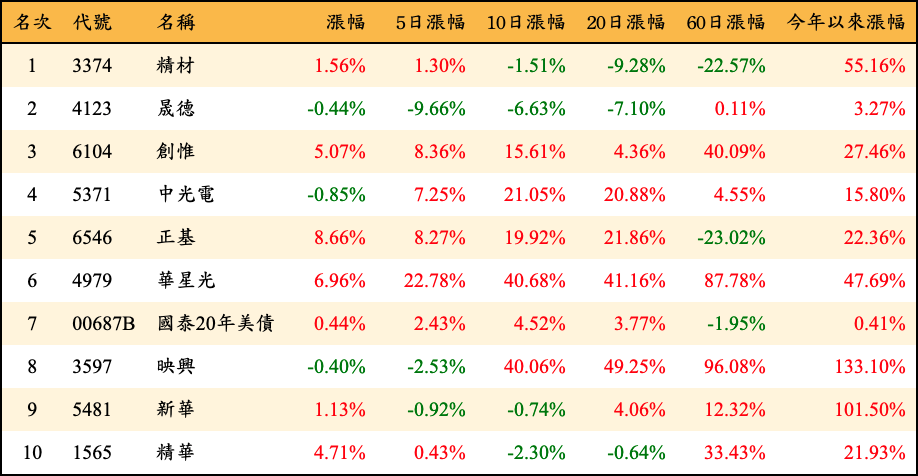 名次 代號 名稱 漲幅 5日漲幅 10日漲幅 20日漲幅 60日漲幅 今年以來漲幅
1 3374 精材 1.56% 1.30% -1.51% -9.28% -22.57% 55.16%
2 4123 晟德 -0.44% -9.66% -6.63% -7.10% 0.11% 3.27%
3 6104 創惟 5.07% 8.36% 15.61% 4.36% 40.09% 27.46%
4 5371 中光電 -0.85% 7.25% 21.05% 20.88% 4.55% 15.80%
5 6546 正基 8.66% 8.27% 19.92% 21.86% -23.02% 22.36%
6 4979 華星光 6.96% 22.78% 40.68% 41.16% 87.78% 47.69%
7 00687B 國泰20年美債 0.44% 2.43% 4.52% 3.77% -1.95% 0.41%
8 3597 映興 -0.40% -2.53% 40.06% 49.25% 96.08% 133.10%
9 5481 新華 1.13% -0.92% -0.74% 4.06% 12.32% 101.50%
10 1565 精華 4.71% 0.43% -2.30% -0.64% 33.43% 21.93%